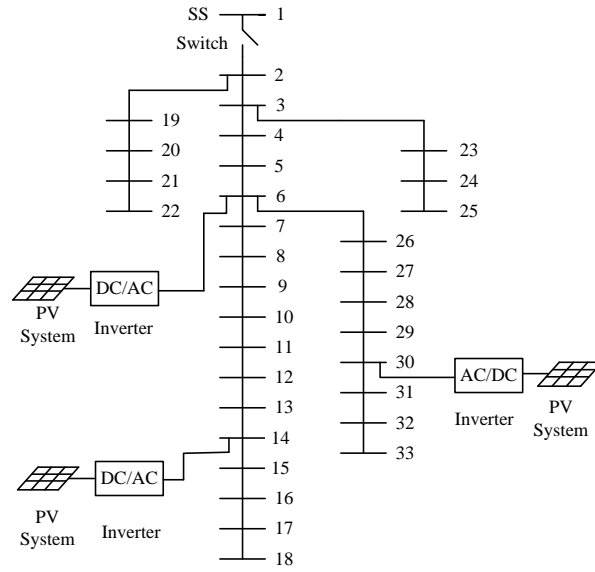 SS
1
Switch
2
3
19
4
23
20
5
24
21
6
25
22
7
26
8
27
DC/AC
9
28
PV
System
Inverter
10
29
11
30
AC/DC
12
31
13
Inverter
PV
System
32
14
33
DC/AC
15
16
PV
System
Inverter
17
18